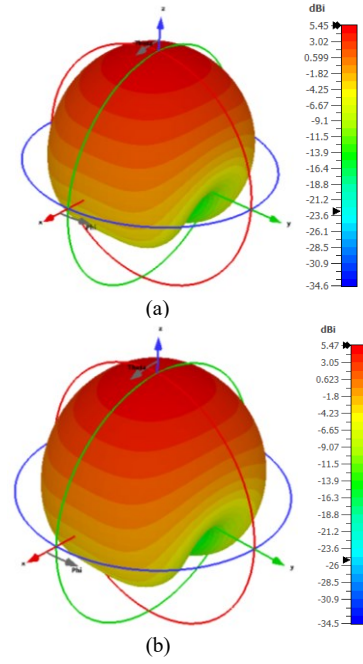 dBi
z
5.45
3.02
0.599
-1.82
-4.25
-6.67
-9.1
-11.5
-13.9
-16.4
-18.8
-21.2
-23.6
-26.1
-28.5
-30.9
-34.6
x
Phi
y
(a)
dBi
z
5.47
3.05
0.623
-1.8
-4.23
-6.65
-9.07
-11.5
-13.9
-16.3
-18.8
-21.2
-23.6
-26
-28.5
-30.9
-34.5
x
Phi
y
(b)